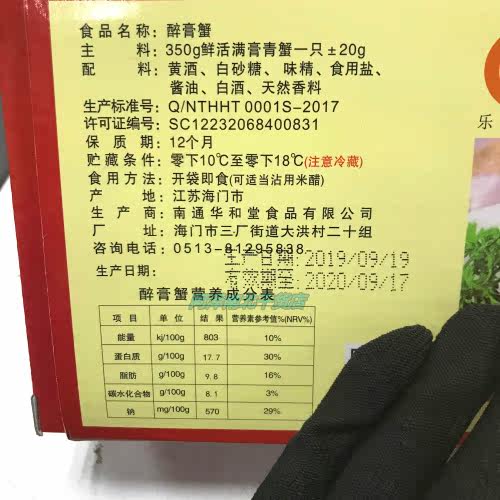 食品名称: 醉膏蟹
主 料: 350g鲜活满膏青蟹一只±20g
配 料: 黄酒、白砂糖、味精、食用盐、
酱油、白酒、天然香料
生产标准号: Q/NTHHT 0001S-2017
许可证编号: SC12232068400831
保 质 期: 12个月
贮藏条件: 零下10℃至零下18℃(注意冷藏)
食用方法: 开袋即食(可适当沾用米醋)
产 地: 江苏海门市
生 产 商: 南通华和堂食品有限公司
厂 址: 海门市三厂街道大洪村二十组
咨询电话: 0513-81295838
生产日期: 生产日期:2019/09/19
有效期至:2020/09/17
醉膏蟹营养成分表
项目 单位 结果 营养素参考值%(NRV%)
能量 kj/100g 803 10%
蛋白质 g/100g 17.7 30%
脂肪 g/100g 9.8 16%
碳水化合物 g/100g 8.1 3%
钠 mg/100g 570 29%
乐